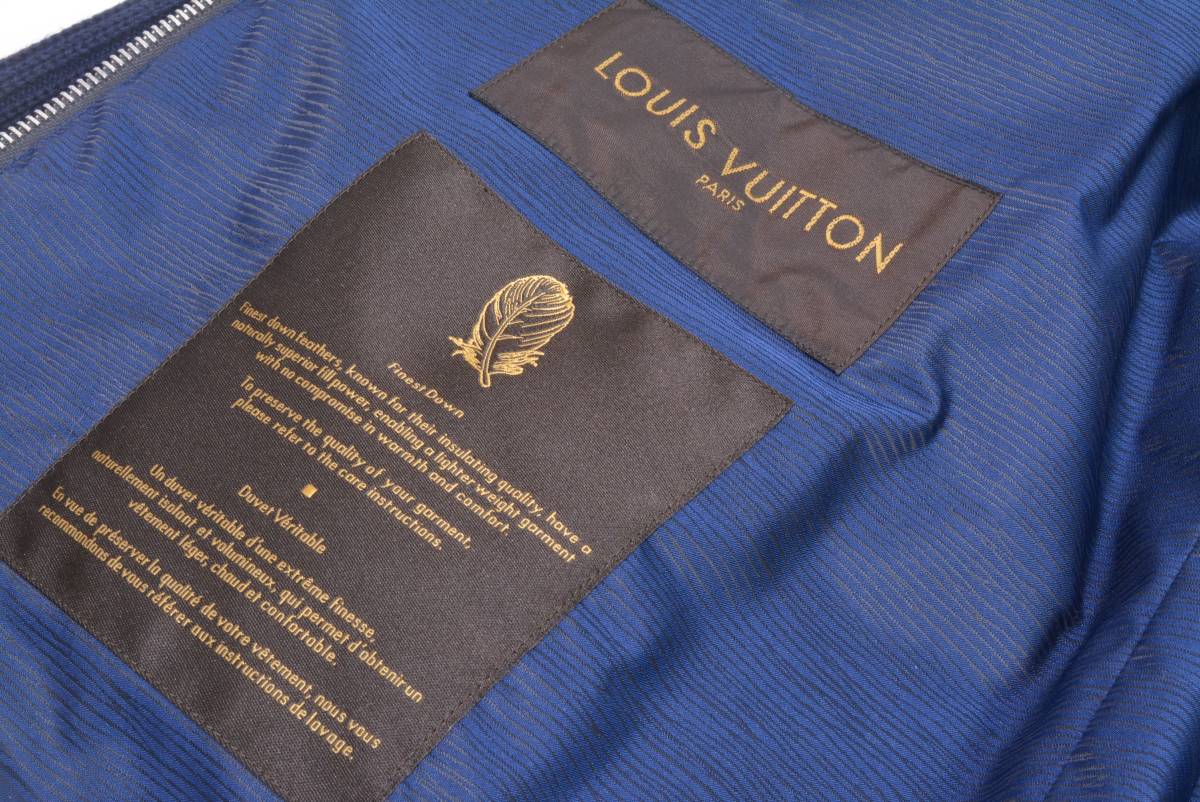 LOUIS VUITTON
PARIS
Finest Down
Finest down feathers, known for their insulating quality, have a
naturally superior fill power, enabling a lighter weight garment
with no compromise in warmth and comfort.
To preserve the quality of your garment,
please refer to the care instructions.
Duvet Véritable
Un duvet véritable d'une extrême finesse,
naturellement isolant et volumineux, qui permet d'obtenir un
vêtement léger, chaud et confortable.
En vue de préserver la qualité de votre vêtement, nous vous
recomandons de vous référer aux instructions de lavage.